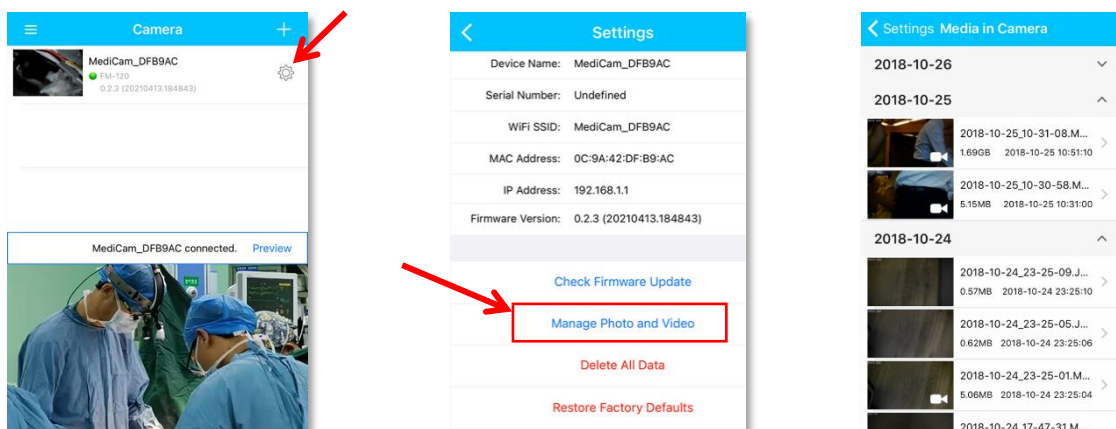 Camera
MediCam_DFB9AC
FM-120
0.2.3 (20210413.184843)
MediCam_DFB9AC connected. Preview
Settings
Device Name: MediCam_DFB9AC
Serial Number: Undefined
WiFi SSID: MediCam_DFB9AC
MAC Address: 0C:9A:42:DF:B9:AC
IP Address: 192.168.1.1
Firmware Version: 0.2.3 (20210413.184843)
Check Firmware Update
Manage Photo and Video
Delete All Data
Restore Factory Defaults
Settings Media in Camera
2018-10-26
2018-10-25
2018-10-25_10-31-08.M...
1.69GB 2018-10-25 10:51:10
2018-10-25_10-30-58.M...
5.15MB 2018-10-25 10:31:00
2018-10-24
2018-10-24_23-25-09.J...
0.57MB 2018-10-24 23:25:10
2018-10-24_23-25-05.J...
0.62MB 2018-10-24 23:25:06
2018-10-24_23-25-01.M...
5.06MB 2018-10-24 23:25:04
2018-10-24_17-47-31.M